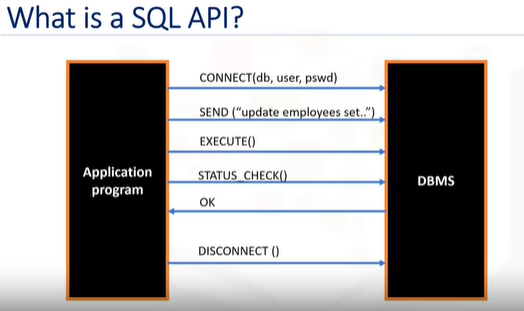 What is a SQL API?
CONNECT(db, user, pswd)
SEND (“update employees set..”)
EXECUTE()
Application
program
STATUS_CHECK()
DBMS
OK
DISCONNECT ()